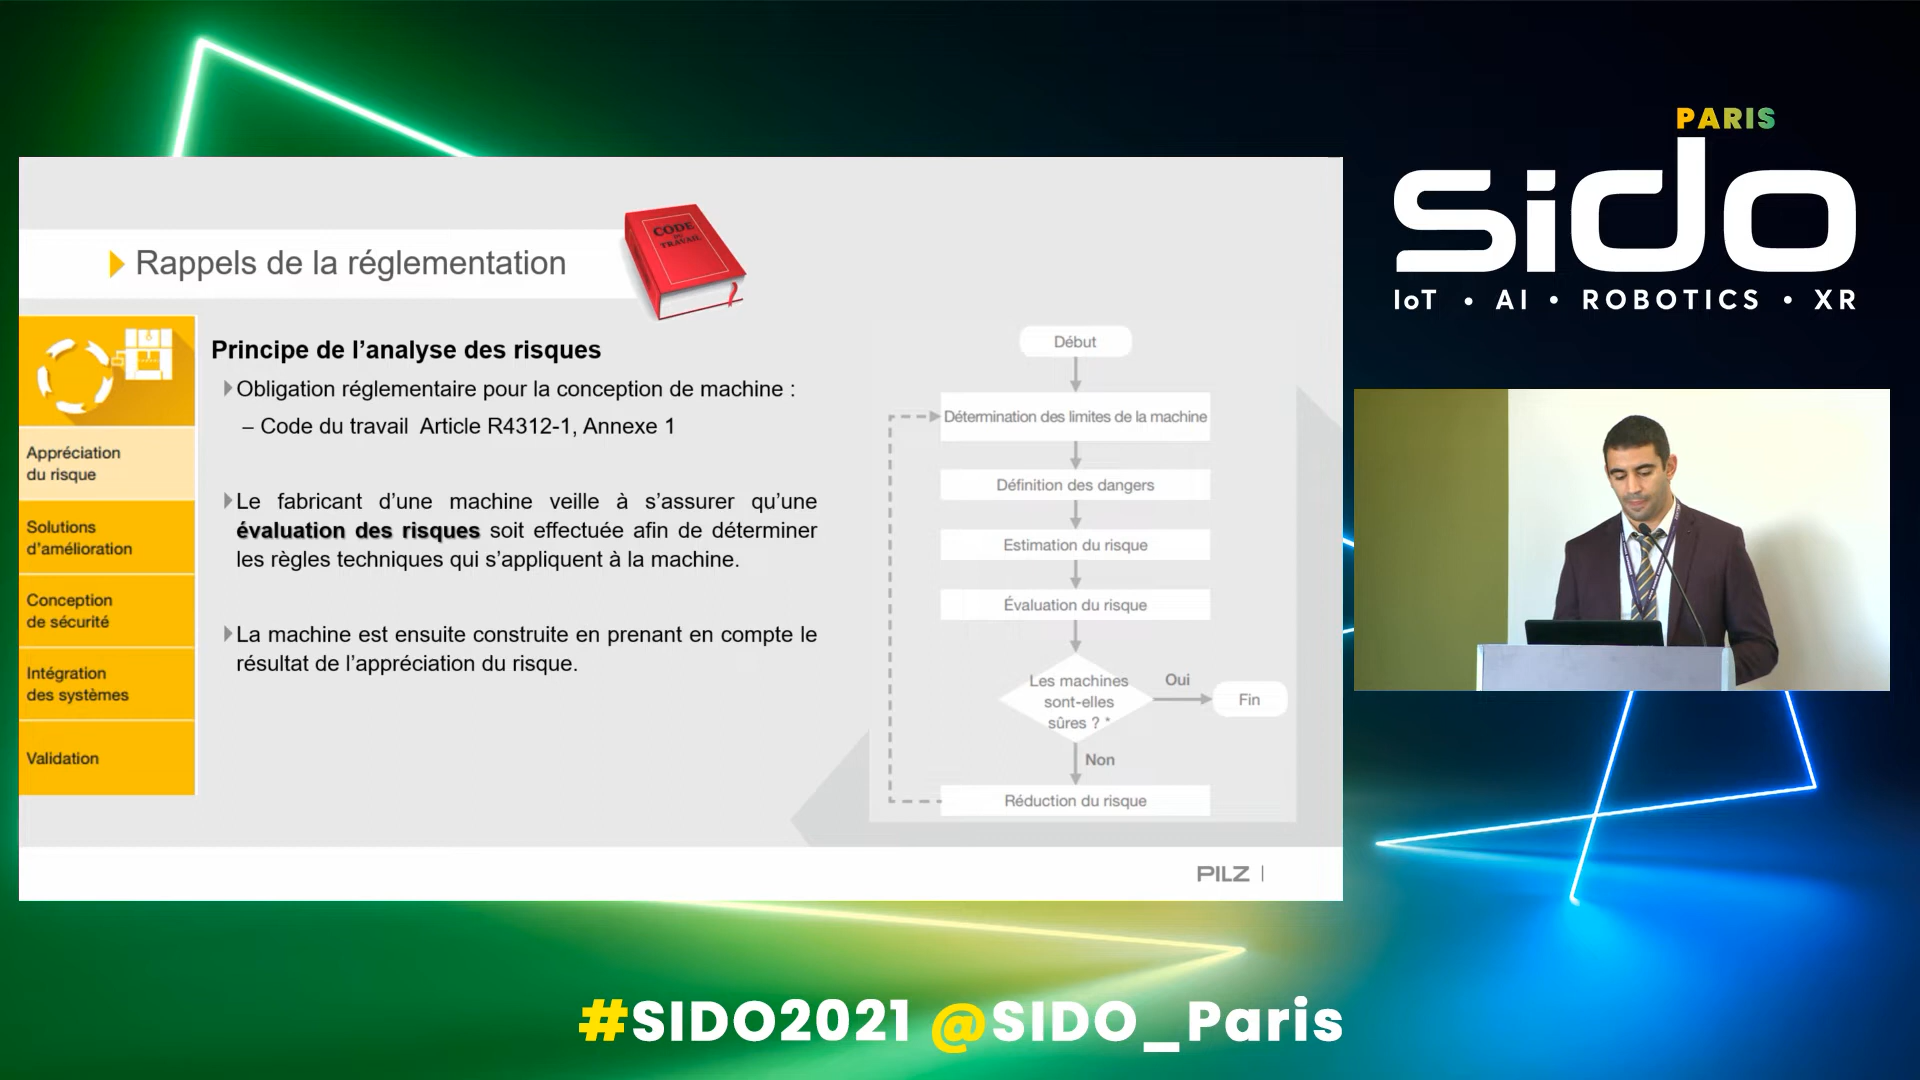 Rappels de la réglementation
CODE
DU
TRAVAIL
Appréciation
du risque
Solutions
d'amélioration
Conception
de sécurité
Intégration
des systèmes
Validation
Principe de l’analyse des risques
Obligation réglementaire pour la conception de machine :
– Code du travail Article R4312-1, Annexe 1
Le fabricant d’une machine veille à s’assurer qu’une
évaluation des risques soit effectuée afin de déterminer
les règles techniques qui s’appliquent à la machine.
La machine est ensuite construite en prenant en compte le
résultat de l’appréciation du risque.
Début
Détermination des limites de la machine
Définition des dangers
Estimation du risque
Évaluation du risque
Les machines
sont-elles
sûres ? *
Oui
Fin
Non
Réduction du risque
PILZ
PARIS
sido
IoT • AI • ROBOTICS • XR
#SIDO2021 @SIDO_Paris